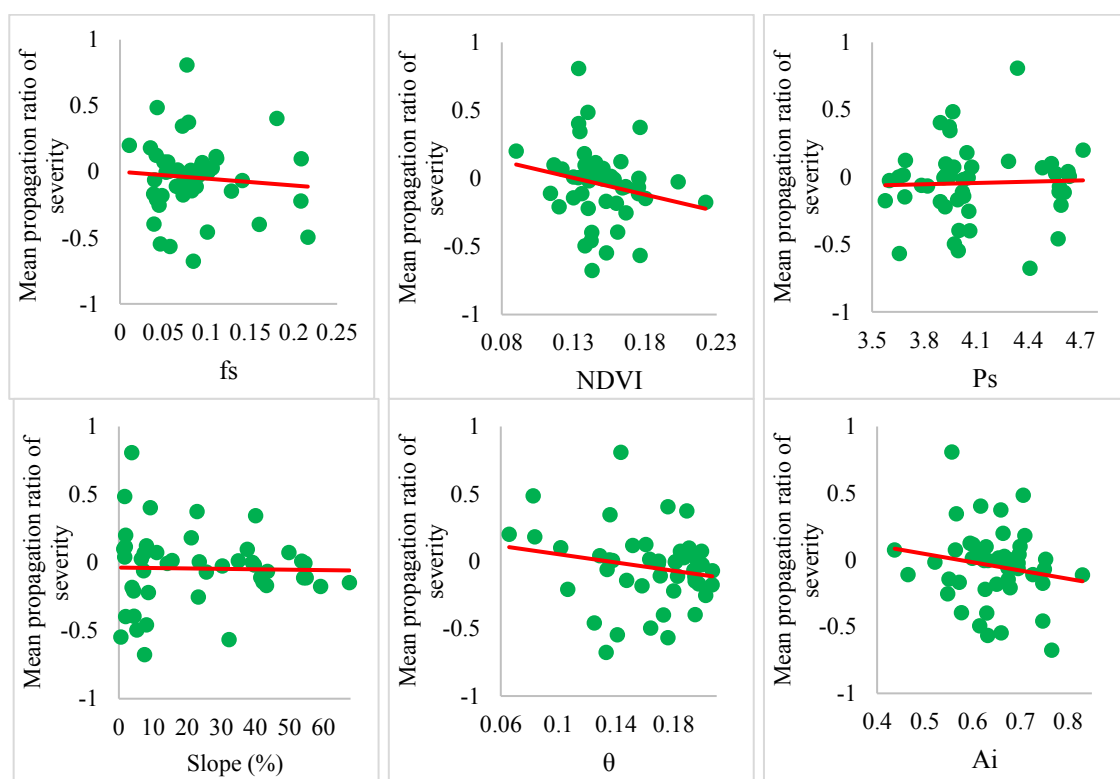 Mean propagation ratio of
severity
1
0.5
0
-0.5
-1
0 0.05 0.1 0.15 0.2 0.25
fs
Mean propagation ratio of
severity
1
0.5
0
-0.5
-1
0.08 0.13 0.18 0.23
NDVI
Mean propagation ratio of
severity
1
0.5
0
-0.5
-1
3.5 3.8 4.1 4.4 4.7
Ps
Mean propagation ratio of
severity
1
0.5
0
-0.5
-1
0 10 20 30 40 50 60
Slope (%)
Mean propagation ratio of
severity
1
0.5
0
-0.5
-1
0.06 0.1 0.14 0.18
θ
Mean propagation ratio of
severity
1
0.5
0
-0.5
-1
0.4 0.5 0.6 0.7 0.8
Ai